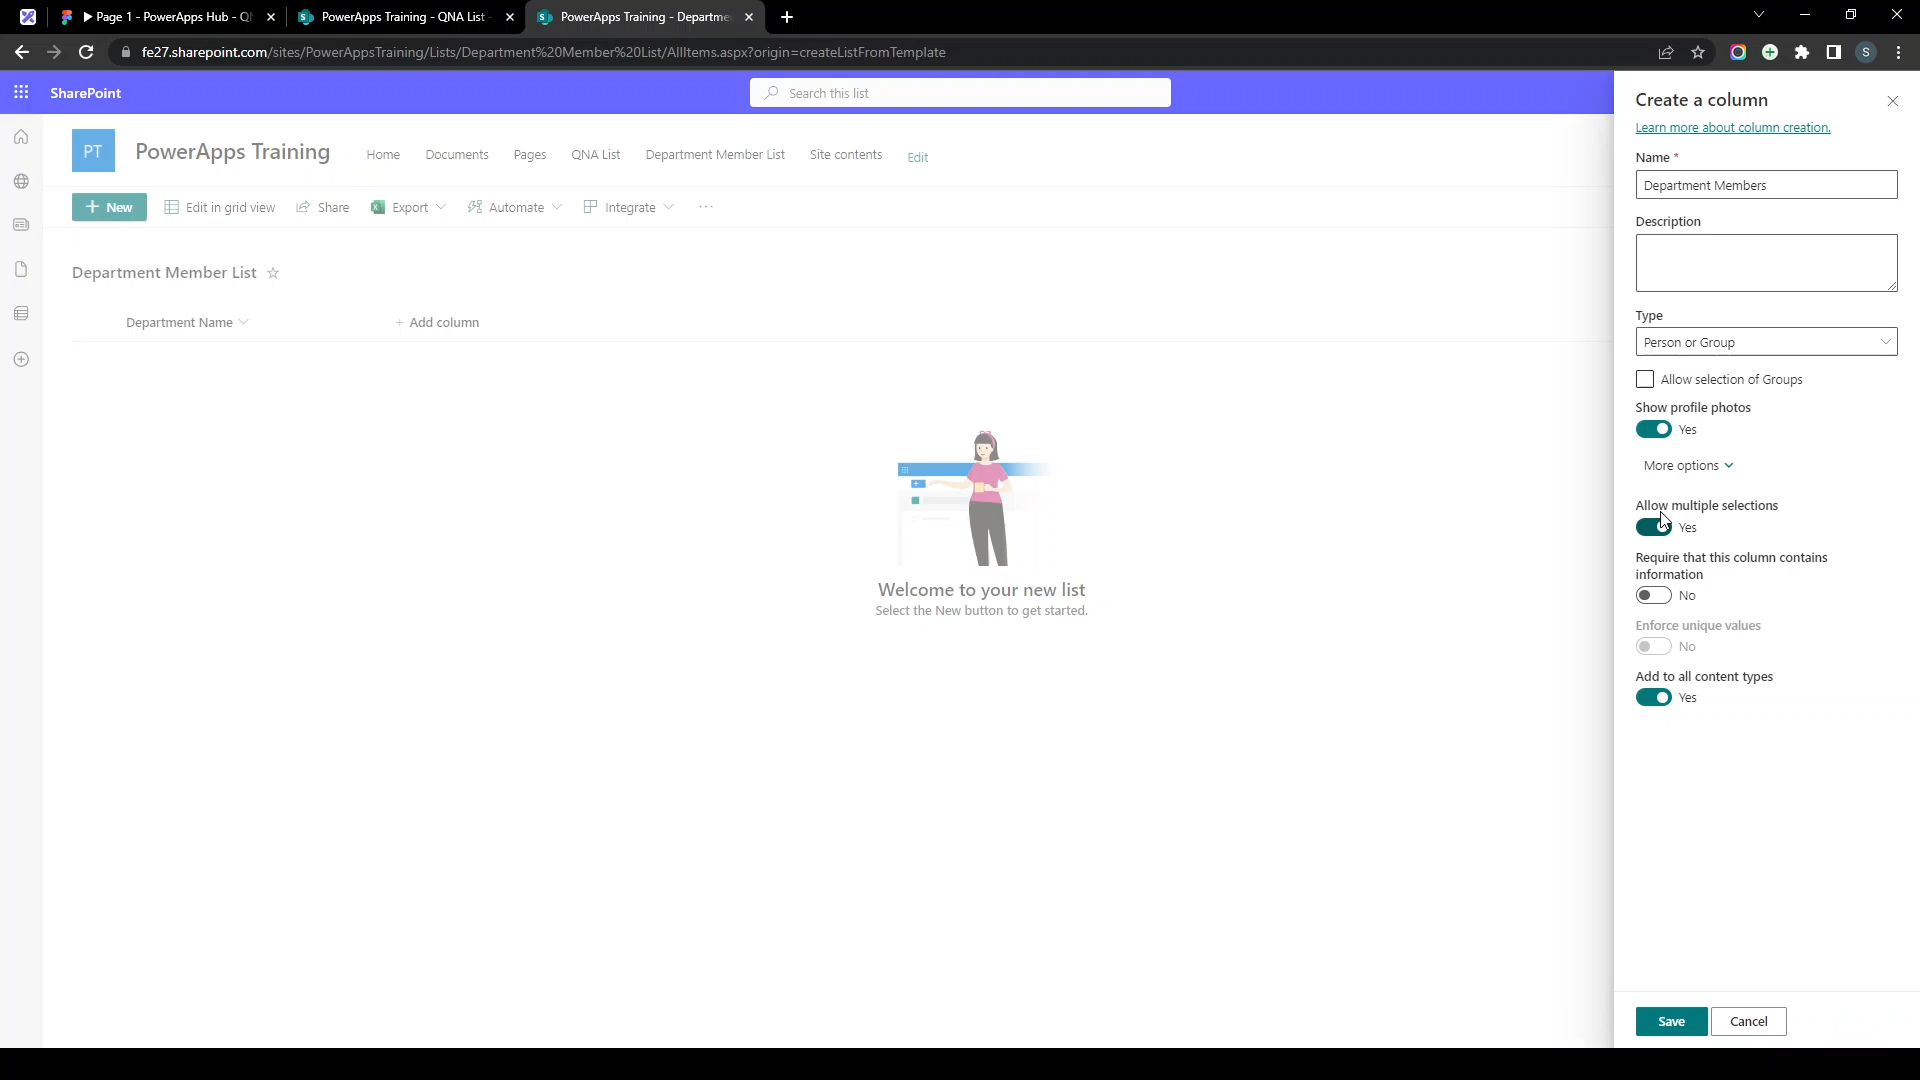 Page 1 - PowerApps Hub - Q
PowerApps Training - QNA List -
PowerApps Training - Departme
fe27.sharepoint.com/sites/PowerAppsTraining/Lists/Department%20Member%20List/AllItems.aspx?origin=createListFromTemplate
S
SharePoint
Search this list
PT
PowerApps Training
Home
Documents
Pages
QNA List
Department Member List
Site contents
Edit
+ New
Edit in grid view
Share
Export
Automate
Integrate
...
Department Member List
Department Name
+ Add column
Welcome to your new list
Select the New button to get started.
Create a column
Learn more about column creation.
Name *
Department Members
Description
Type
Person or Group
Allow selection of Groups
Show profile photos
Yes
More options
Allow multiple selections
Yes
Require that this column contains
information
No
Enforce unique values
No
Add to all content types
Yes
Save
Cancel